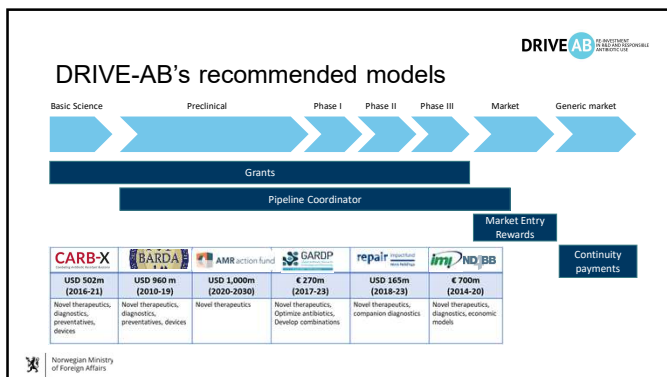 DRIVE AB RE-INVESTMENT
IN R&D AND RESPONSIBLE
ANTIBIOTIC USE
DRIVE-AB's recommended models
Basic Science Preclinical Phase I Phase II Phase III Market Generic market
Grants
Pipeline Coordinator
Market Entry
Rewards
Continuity
payments
CARB-X BARDA AMR action fund GARDP repair impact fund imi ND4BB
USD 502m USD 960 m USD 1,000m € 270m USD 165m € 700m
(2016-21) (2010-19) (2020-2030) (2017-23) (2018-23) (2014-20)
Novel therapeutics, Novel therapeutics, Novel therapeutics Novel therapeutics, Novel therapeutics, Novel therapeutics,
diagnostics, diagnostics, Optimize antibiotics, companion diagnostics diagnostics, economic
preventatives, preventatives, devices Develop combinations models
devices
Norwegian Ministry
of Foreign Affairs